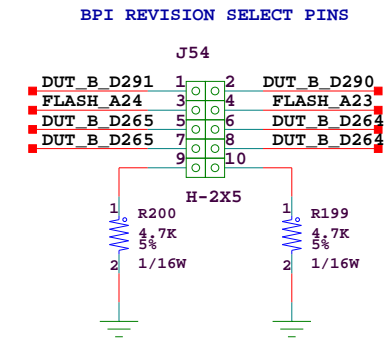 BPI REVISION SELECT PINS
J54
DUT_B_D291 1 2 DUT_B_D290
FLASH_A24 3 4 FLASH_A23
DUT_B_D265 5 6 DUT_B_D264
DUT_B_D265 7 8 DUT_B_D264
9 10
H-2X5
1 R200 1 R199
4.7K 4.7K
5% 5%
2 1/16W 2 1/16W